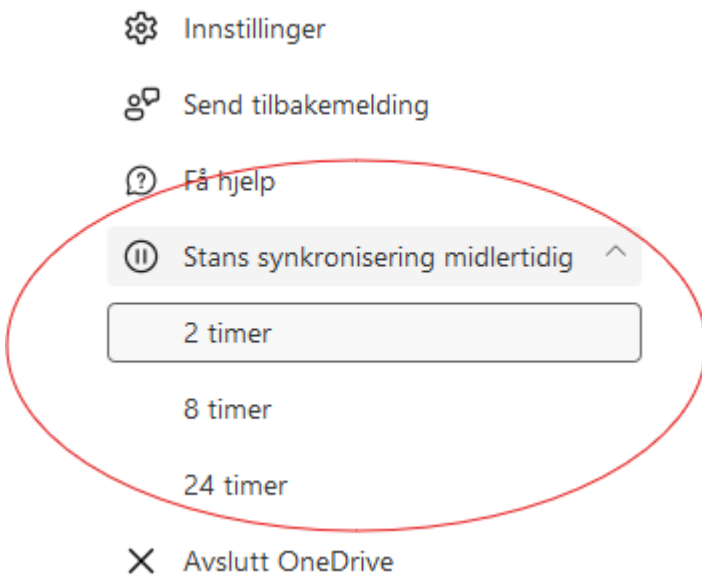 Innstillinger
Send tilbakemelding
Få hjelp
Stans synkronisering midlertidig
2 timer
8 timer
24 timer
Avslutt OneDrive